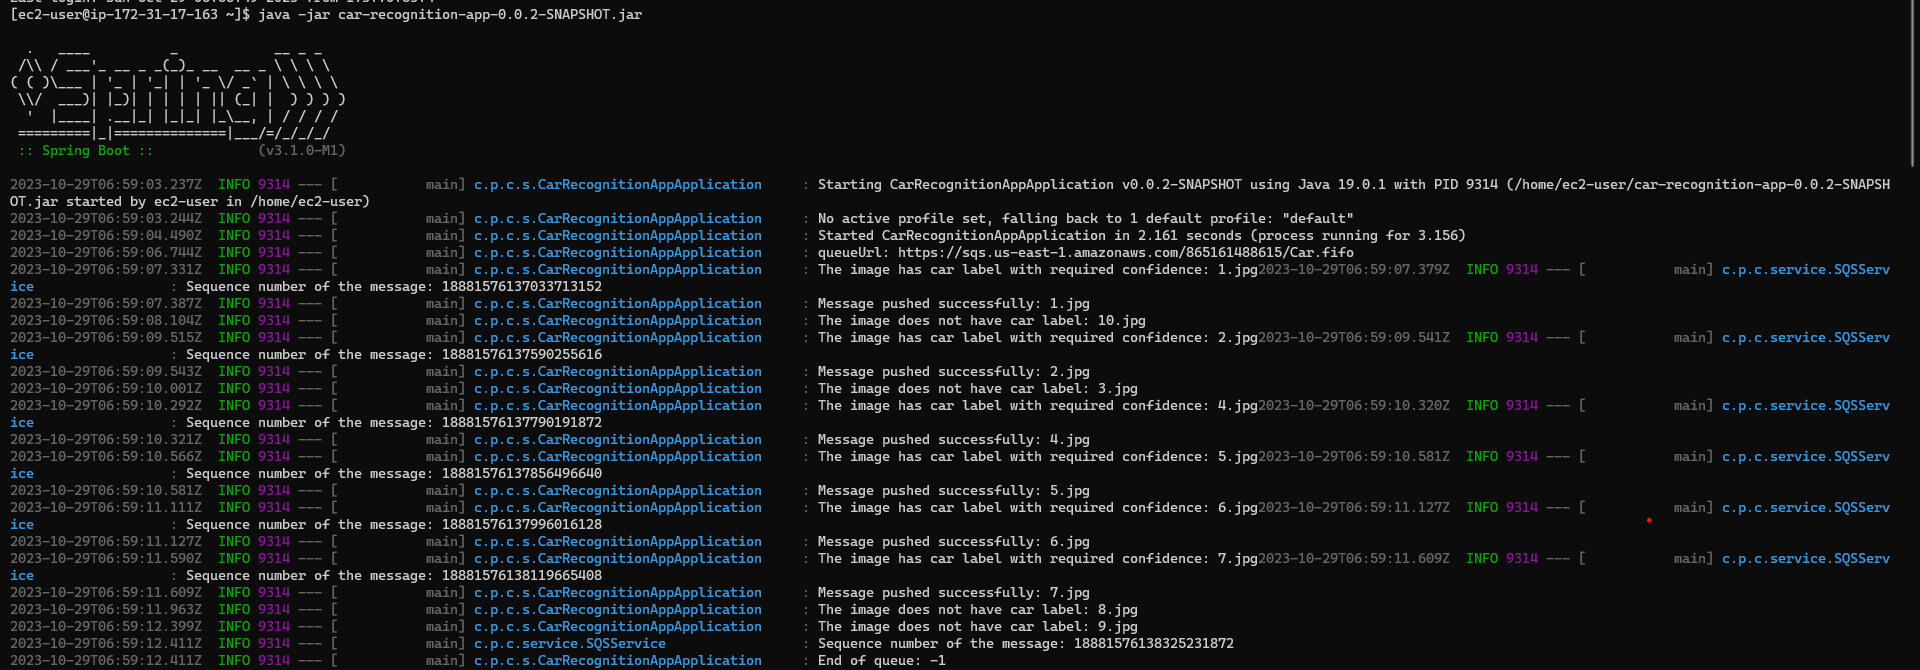 [ec2-user@ip-172-31-17-163 ~]$ java -jar car-recognition-app-0.0.2-SNAPSHOT.jar
  .   ____          _            __ _ _
 /\\ / ___'_ __ _ _(_)_ __  __ _ \ \ \ \
( ( )\___ | '_ | '_| | '_ \/ _` | \ \ \ \
 \\/  ___)| |_)| | | | | || (_| |  ) ) ) )
  '  |____| .__|_| |_|_| |_\__, | / / / /
 =========|_|==============|___/=/_/_/_/
 :: Spring Boot ::             (v3.1.0-M1)
2023-10-29T06:59:03.237Z  INFO 9314 --- [           main] c.p.c.s.CarRecognitionAppApplication     : Starting CarRecognitionAppApplication v0.0.2-SNAPSHOT using Java 19.0.1 with PID 9314 (/home/ec2-user/car-recognition-app-0.0.2-SNAPSH
OT.jar started by ec2-user in /home/ec2-user)
2023-10-29T06:59:03.244Z  INFO 9314 --- [           main] c.p.c.s.CarRecognitionAppApplication     : No active profile set, falling back to 1 default profile: "default"
2023-10-29T06:59:04.490Z  INFO 9314 --- [           main] c.p.c.s.CarRecognitionAppApplication     : Started CarRecognitionAppApplication in 2.161 seconds (process running for 3.156)
2023-10-29T06:59:06.744Z  INFO 9314 --- [           main] c.p.c.s.CarRecognitionAppApplication     : queueUrl: https://sqs.us-east-1.amazonaws.com/865161488615/Car.fifo
2023-10-29T06:59:07.331Z  INFO 9314 --- [           main] c.p.c.s.CarRecognitionAppApplication     : The image has car label with required confidence: 1.jpg2023-10-29T06:59:07.379Z  INFO 9314 --- [           main] c.p.c.service.SQSServ
ice                 : Sequence number of the message: 18881576137033713152
2023-10-29T06:59:07.387Z  INFO 9314 --- [           main] c.p.c.s.CarRecognitionAppApplication     : Message pushed successfully: 1.jpg
2023-10-29T06:59:08.104Z  INFO 9314 --- [           main] c.p.c.s.CarRecognitionAppApplication     : The image does not have car label: 10.jpg
2023-10-29T06:59:09.515Z  INFO 9314 --- [           main] c.p.c.s.CarRecognitionAppApplication     : The image has car label with required confidence: 2.jpg2023-10-29T06:59:09.541Z  INFO 9314 --- [           main] c.p.c.service.SQSServ
ice                 : Sequence number of the message: 18881576137590255616
2023-10-29T06:59:09.543Z  INFO 9314 --- [           main] c.p.c.s.CarRecognitionAppApplication     : Message pushed successfully: 2.jpg
2023-10-29T06:59:10.001Z  INFO 9314 --- [           main] c.p.c.s.CarRecognitionAppApplication     : The image does not have car label: 3.jpg
2023-10-29T06:59:10.292Z  INFO 9314 --- [           main] c.p.c.s.CarRecognitionAppApplication     : The image has car label with required confidence: 4.jpg2023-10-29T06:59:10.320Z  INFO 9314 --- [           main] c.p.c.service.SQSServ
ice                 : Sequence number of the message: 18881576137790191872
2023-10-29T06:59:10.321Z  INFO 9314 --- [           main] c.p.c.s.CarRecognitionAppApplication     : Message pushed successfully: 4.jpg
2023-10-29T06:59:10.566Z  INFO 9314 --- [           main] c.p.c.s.CarRecognitionAppApplication     : The image has car label with required confidence: 5.jpg2023-10-29T06:59:10.581Z  INFO 9314 --- [           main] c.p.c.service.SQSServ
ice                 : Sequence number of the message: 18881576137856496640
2023-10-29T06:59:10.581Z  INFO 9314 --- [           main] c.p.c.s.CarRecognitionAppApplication     : Message pushed successfully: 5.jpg
2023-10-29T06:59:11.111Z  INFO 9314 --- [           main] c.p.c.s.CarRecognitionAppApplication     : The image has car label with required confidence: 6.jpg2023-10-29T06:59:11.127Z  INFO 9314 --- [           main] c.p.c.service.SQSServ
ice                 : Sequence number of the message: 18881576137996016128
2023-10-29T06:59:11.127Z  INFO 9314 --- [           main] c.p.c.s.CarRecognitionAppApplication     : Message pushed successfully: 6.jpg
2023-10-29T06:59:11.590Z  INFO 9314 --- [           main] c.p.c.s.CarRecognitionAppApplication     : The image has car label with required confidence: 7.jpg2023-10-29T06:59:11.609Z  INFO 9314 --- [           main] c.p.c.service.SQSServ
ice                 : Sequence number of the message: 18881576138119665408
2023-10-29T06:59:11.609Z  INFO 9314 --- [           main] c.p.c.s.CarRecognitionAppApplication     : Message pushed successfully: 7.jpg
2023-10-29T06:59:11.963Z  INFO 9314 --- [           main] c.p.c.s.CarRecognitionAppApplication     : The image does not have car label: 8.jpg
2023-10-29T06:59:12.399Z  INFO 9314 --- [           main] c.p.c.s.CarRecognitionAppApplication     : The image does not have car label: 9.jpg
2023-10-29T06:59:12.411Z  INFO 9314 --- [           main] c.p.c.service.SQSService                 : Sequence number of the message: 18881576138325231872
2023-10-29T06:59:12.411Z  INFO 9314 --- [           main] c.p.c.s.CarRecognitionAppApplication     : End of queue: -1